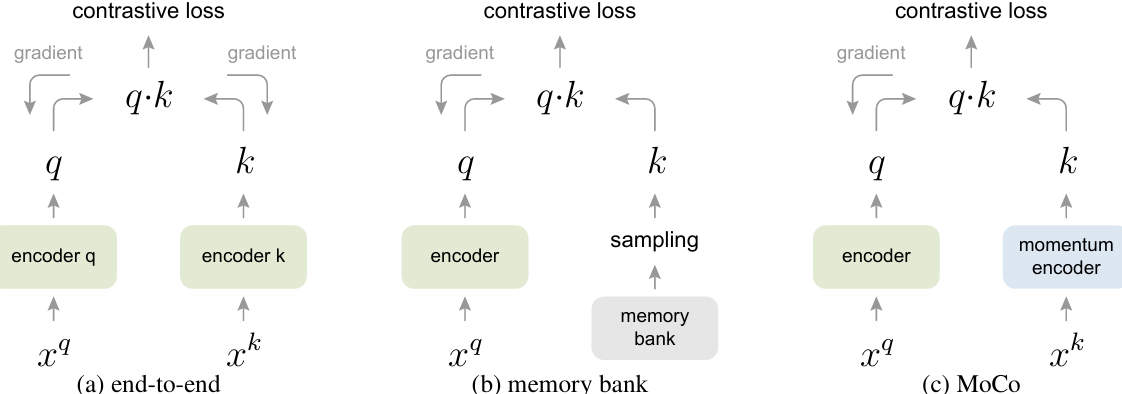 contrastive loss
gradient
gradient
q·k
q
k
encoder q
encoder k
x^q
x^k
(a) end-to-end
contrastive loss
gradient
q·k
q
k
sampling
encoder
memory
bank
x^q
(b) memory bank
contrastive loss
gradient
q·k
q
k
encoder
momentum
encoder
x^q
x^k
(c) MoCo